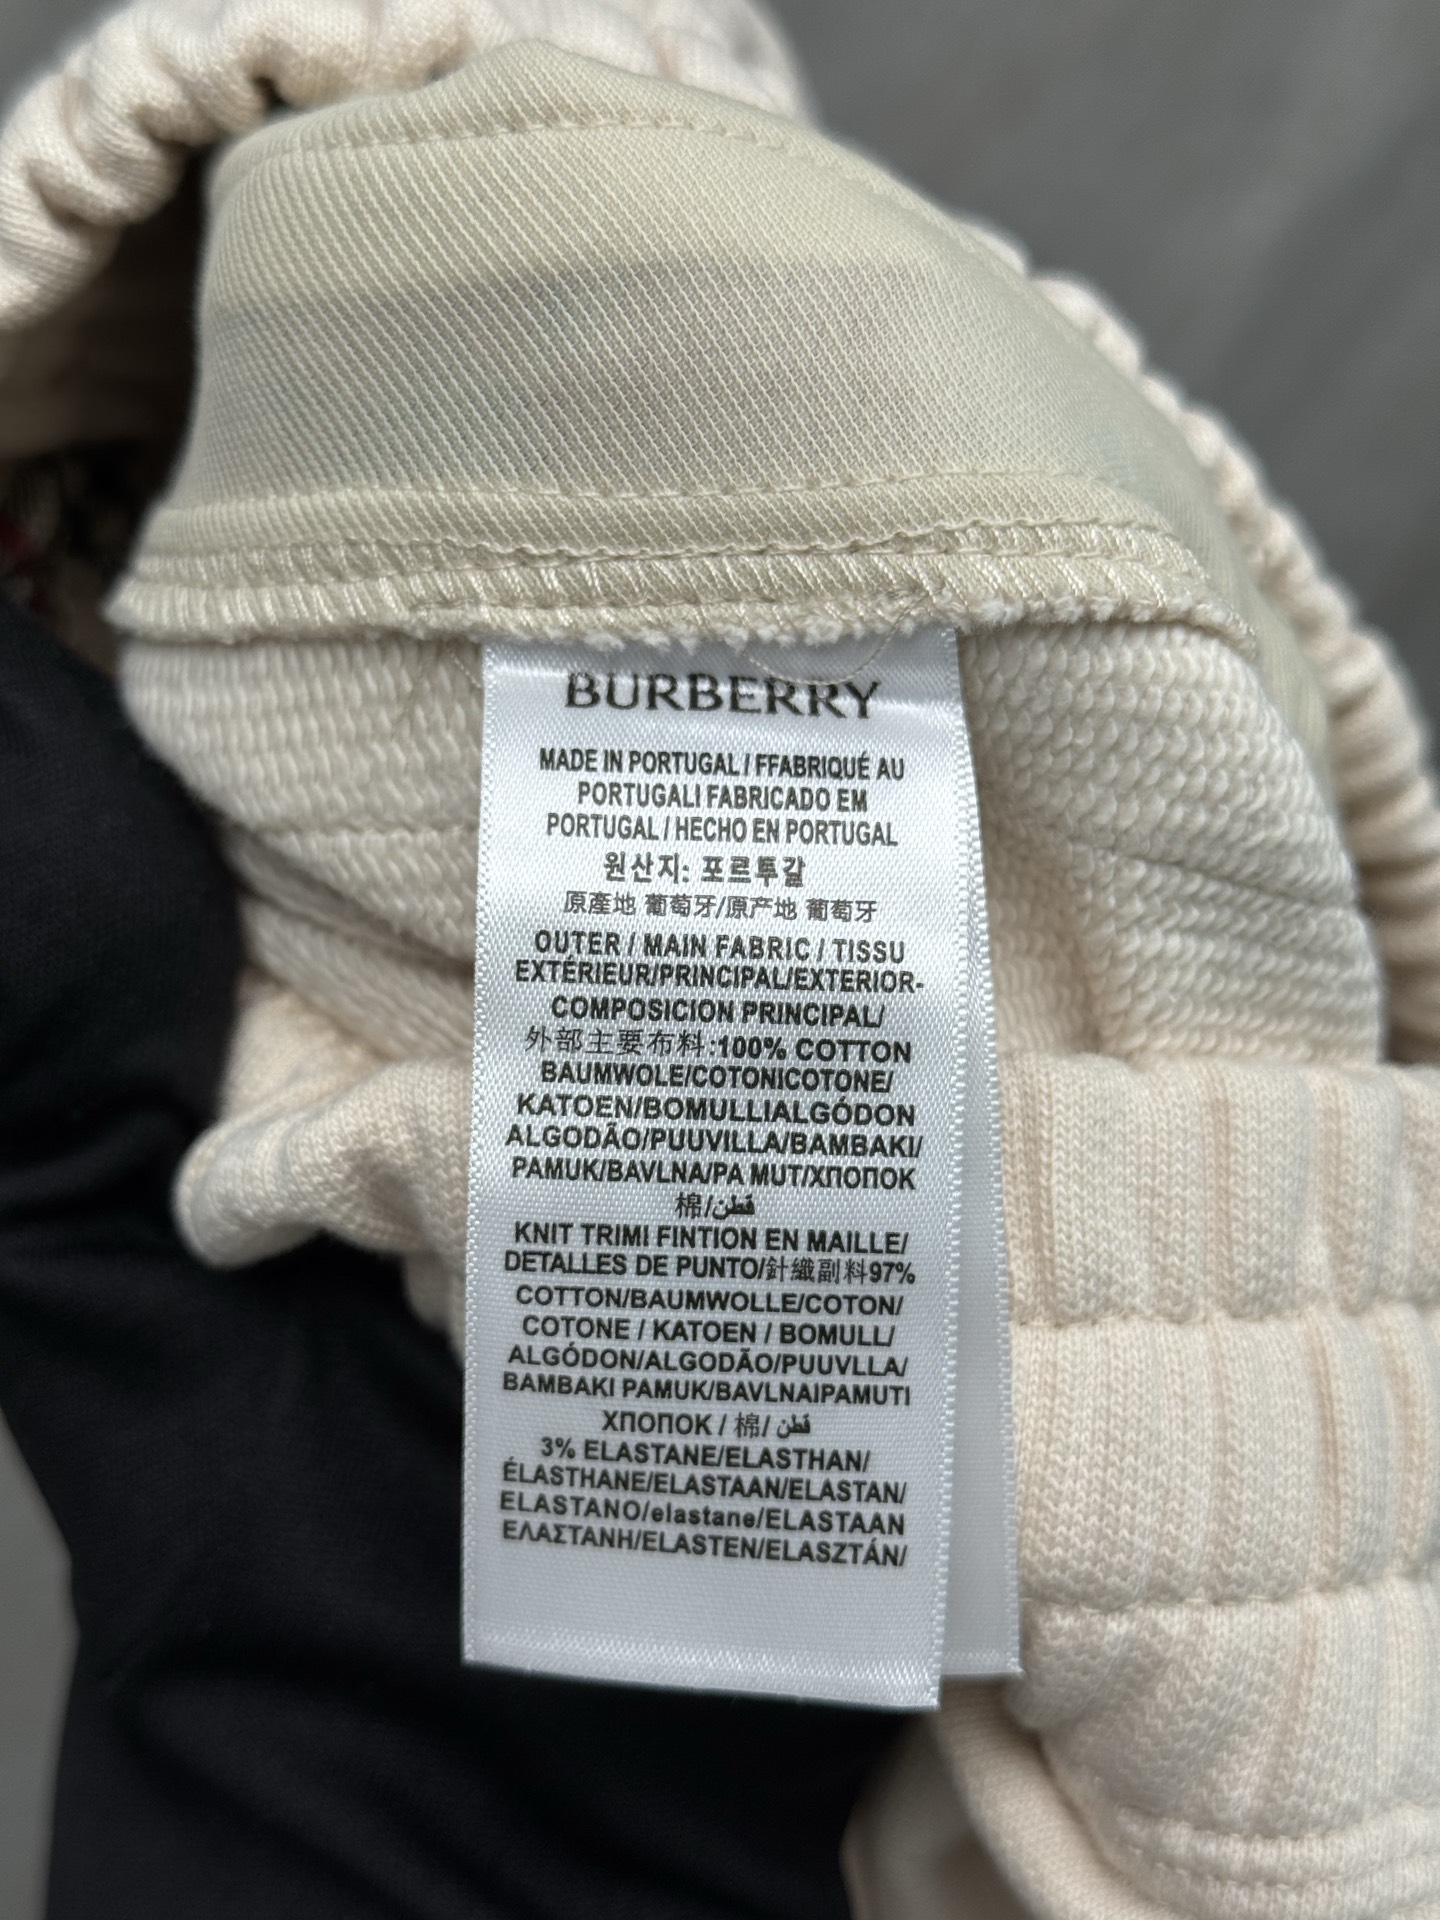 BURBERRY
MADE IN PORTUGAL / FFABRIQUÉ AU
PORTUGALI FABRICADO EM
PORTUGAL / HECHO EN PORTUGAL
원산지: 포르투갈
原產地 葡萄牙/原产地 葡萄牙
OUTER / MAIN FABRIC / TISSU
EXTÉRIEUR/PRINCIPAL/EXTERIOR-
COMPOSICION PRINCIPAL/
外部主要布料:100% COTTON
BAUMWOLE/COTONICOTONE/
KATOEN/BOMULLIALGÓDON
ALGODÃO/PUUVILLA/BAMBAKI/
PAMUK/BAVLNA/PA MUT/ХПОПОК
棉/قطن
KNIT TRIMI FINTION EN MAILLE/
DETALLES DE PUNTO/針織副料97%
COTTON/BAUMWOLLE/COTON/
COTONE / KATOEN / BOMULL/
ALGÓDON/ALGODÃO/PUUVLLA/
BAMBAKI PAMUK/BAVLNAIPAMUTI
ХПОПОК / 棉/ قطن
3% ELASTANE/ELASTHAN/
ÉLASTHANE/ELASTAAN/ELASTAN/
ELASTANO/elastane/ELASTAAN
ΕΛΑΣΤΑΝΗ/ELASTEN/ELASZTÁN/